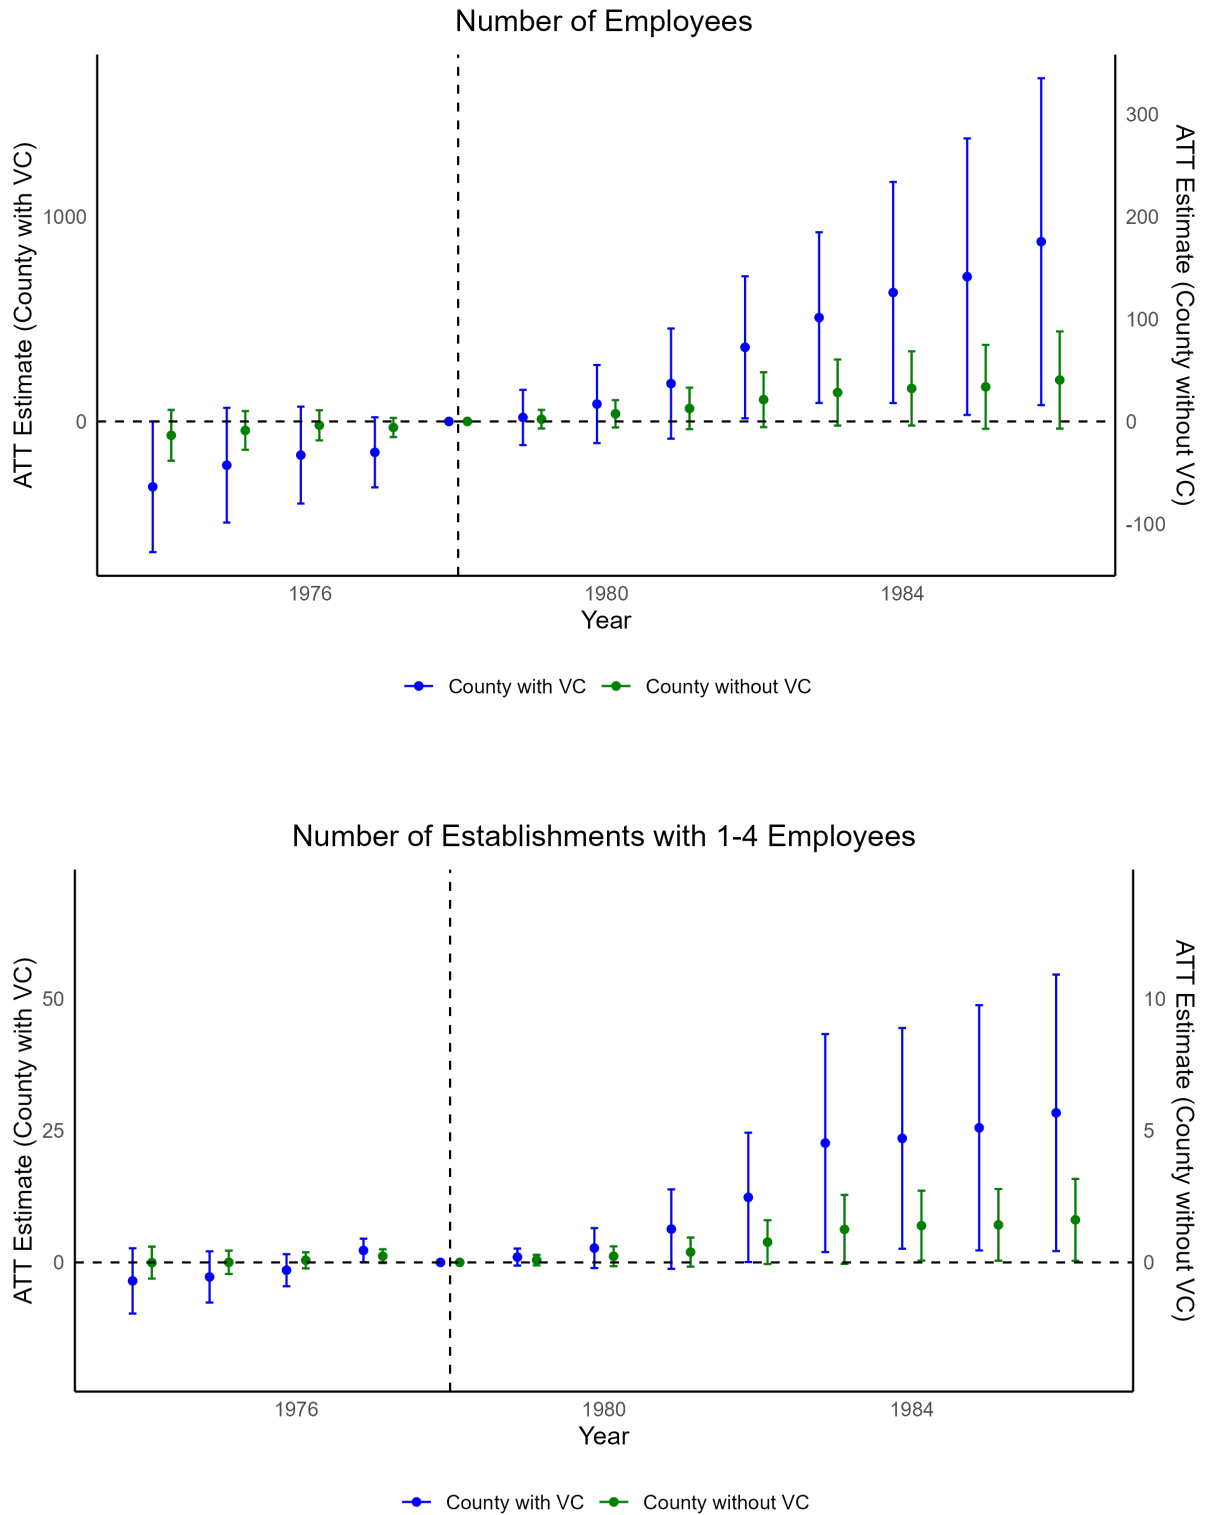 Number of Employees
ATT Estimate (County with VC)
1000
0
300
200
100
0
-100
ATT Estimate (County without VC)
1976 1980 1984
Year
County with VC County without VC
Number of Establishments with 1-4 Employees
ATT Estimate (County with VC)
50
25
0
10
5
0
ATT Estimate (County without VC)
1976 1980 1984
Year
County with VC County without VC